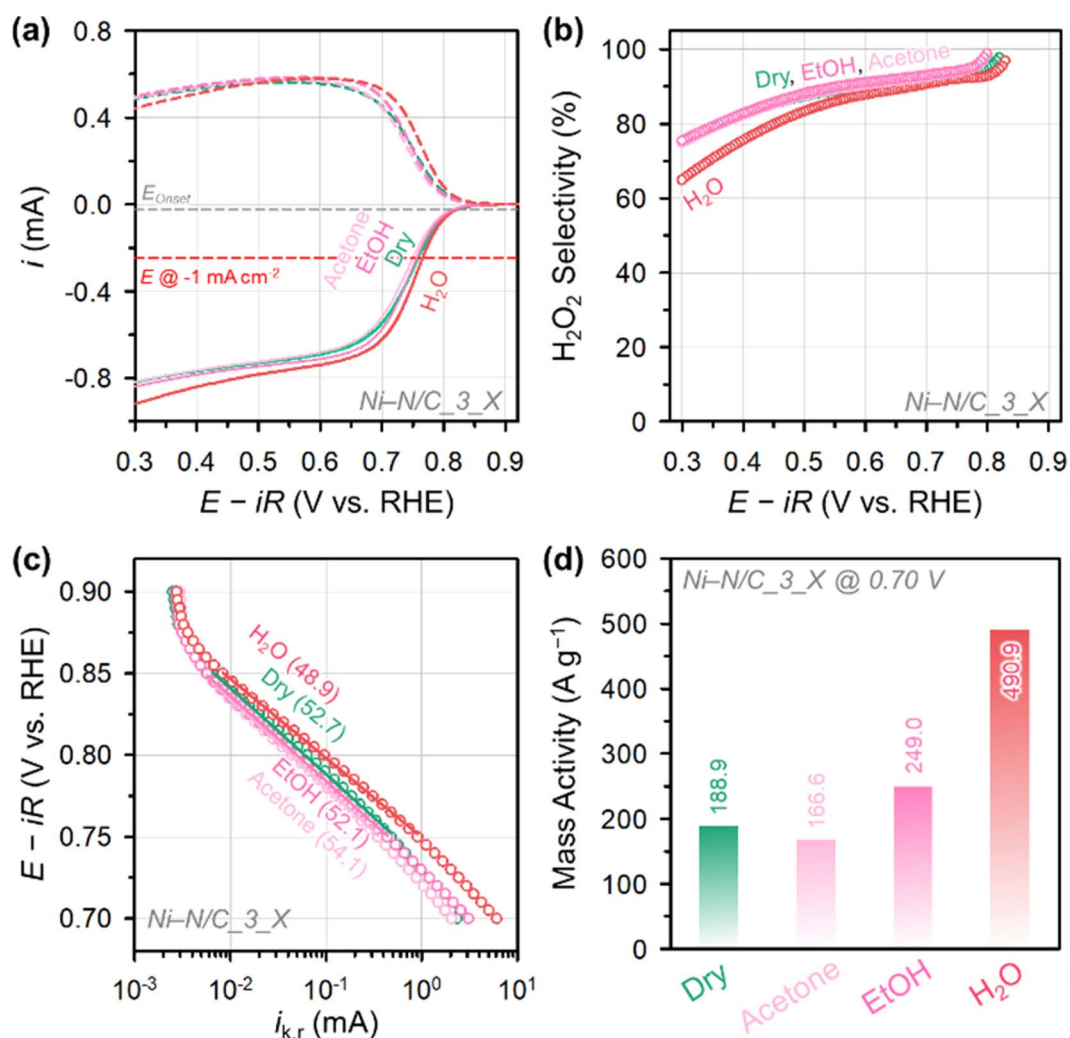 (a)
0.8
0.4
0.0
-0.4
-0.8
i (mA)
E_Onset
E @ -1 mA cm⁻²
Acetone
EtOH
Dry
H₂O
Ni–N/C_3_X
0.3 0.4 0.5 0.6 0.7 0.8 0.9
E − iR (V vs. RHE)
(b)
100
80
60
40
20
0
H₂O₂ Selectivity (%)
Dry, EtOH, Acetone
H₂O
Ni–N/C_3_X
0.3 0.4 0.5 0.6 0.7 0.8 0.9
E − iR (V vs. RHE)
(c)
0.90
0.85
0.80
0.75
0.70
E − iR (V vs. RHE)
H₂O (48.9)
Dry (52.7)
EtOH (52.1)
Acetone (54.1)
Ni–N/C_3_X
10⁻³ 10⁻² 10⁻¹ 10⁰ 10¹
i_k,r (mA)
(d)
600
500
400
300
200
100
0
Mass Activity (A g⁻¹)
Ni–N/C_3_X @ 0.70 V
188.9
166.6
249.0
490.9
Dry
Acetone
EtOH
H₂O